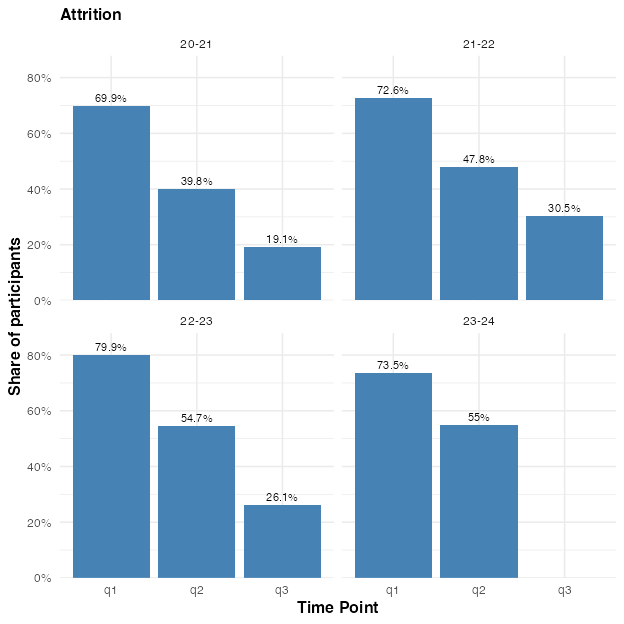 Attrition
20-21
21-22
80%
60%
40%
20%
0%
69.9%
39.8%
19.1%
72.6%
47.8%
30.5%
22-23
23-24
80%
60%
40%
20%
0%
79.9%
54.7%
26.1%
73.5%
55%
q1
q2
q3
q1
q2
q3
Time Point
Share of participants